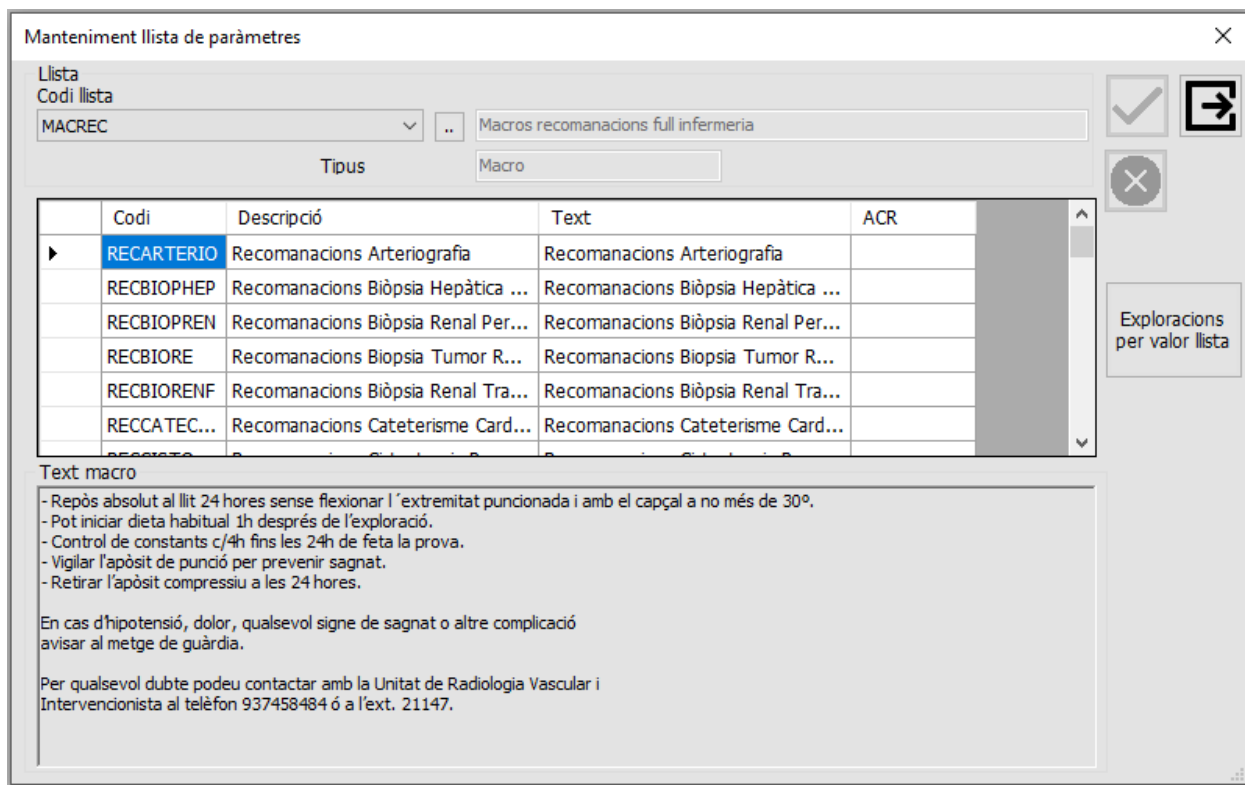 Manteniment llista de paràmetres
Llista
Codi llista
MACREC .. Macros recomanacions full infermeria
Tipus Macro
Codi Descripció Text ACR
RECARTERIO Recomanacions Arteriografia Recomanacions Arteriografia
RECBIOPHEP Recomanacions Biòpsia Hepàtica ... Recomanacions Biòpsia Hepàtica ...
RECBIOPREN Recomanacions Biòpsia Renal Per... Recomanacions Biòpsia Renal Per...
RECBIORE Recomanacions Biopsia Tumor R... Recomanacions Biopsia Tumor R...
RECBIORENF Recomanacions Biòpsia Renal Tra... Recomanacions Biòpsia Renal Tra...
RECCATEC... Recomanacions Cateterisme Card... Recomanacions Cateterisme Card...
Exploracions
per valor llista
Text macro
- Repòs absolut al llit 24 hores sense flexionar l´extremitat puncionada i amb el capçal a no més de 30º.
- Pot iniciar dieta habitual 1h després de l’exploració.
- Control de constants c/4h fins les 24h de feta la prova.
- Vigilar l'apòsit de punció per prevenir sagnat.
- Retirar l’apòsit compressiu a les 24 hores.
En cas d’hipotensió, dolor, qualsevol signe de sagnat o altre complicació
avisar al metge de guàrdia.
Per qualsevol dubte podeu contactar amb la Unitat de Radiologia Vascular i
Intervencionista al telèfon 937458484 ó a l’ext. 21147.